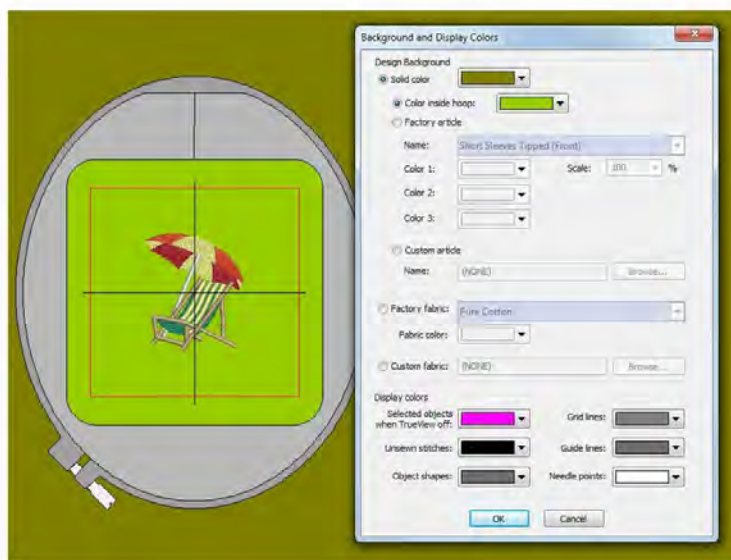 Background and Display Colors
Design Background
Solid color
Color inside hoop:
Factory article
Name: Short Sleeves Tipped (Front)
Color 1: Scale: 100 %
Color 2:
Color 3:
Custom article
Name: (NONE) Browse...
Factory fabric: Pure Cotton
Fabric color:
Custom fabric: (NONE) Browse...
Display colors
Selected objects
when TrueView off: Grid lines:
Unsewn stitches: Guide lines:
Object shapes: Needle points:
OK Cancel